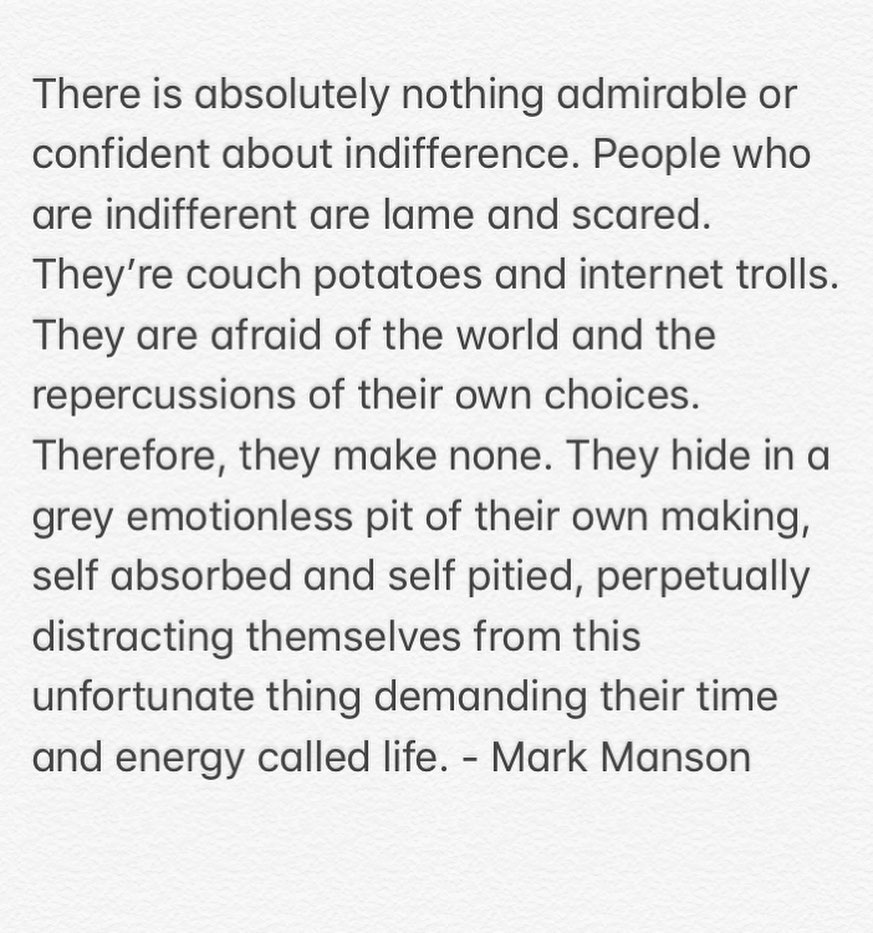 There is absolutely nothing admirable or
confident about indifference. People who
are indifferent are lame and scared.
They’re couch potatoes and internet trolls.
They are afraid of the world and the
repercussions of their own choices.
Therefore, they make none. They hide in a
grey emotionless pit of their own making,
self absorbed and self pitied, perpetually
distracting themselves from this
unfortunate thing demanding their time
and energy called life. - Mark Manson